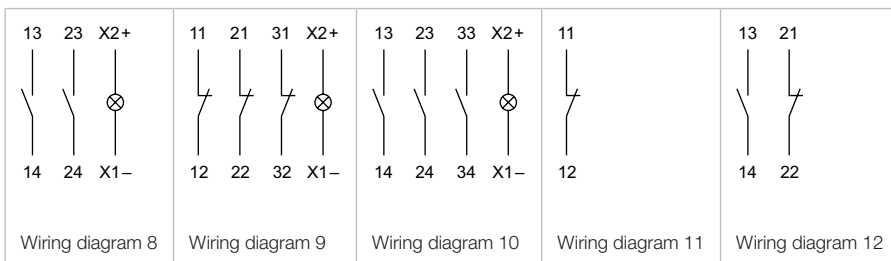 13 23 X2+
14 24 X1–
Wiring diagram 8
11 21 31 X2+
12 22 32 X1–
Wiring diagram 9
13 23 33 X2+
14 24 34 X1–
Wiring diagram 10
11
12
Wiring diagram 11
13 21
14 22
Wiring diagram 12